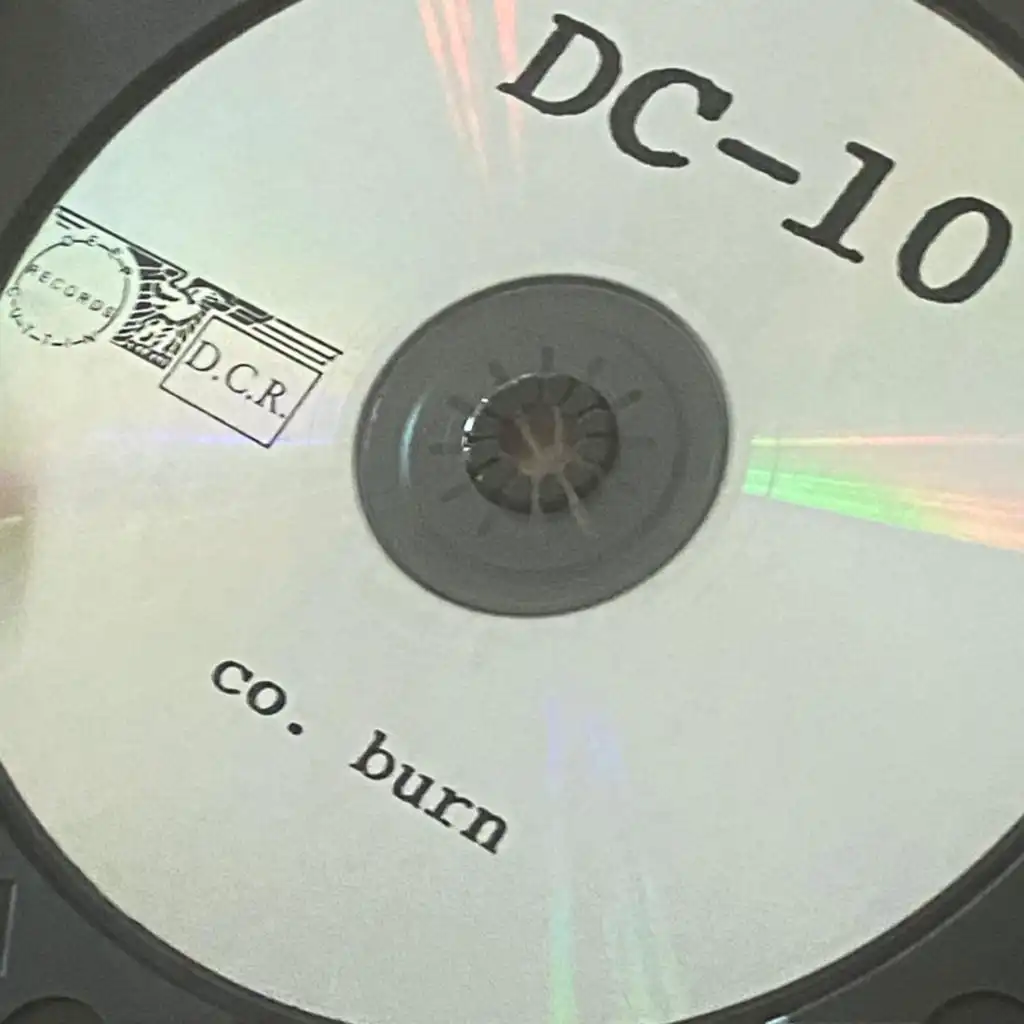 DC-10
RECORDS
D.C.R.
co. burn